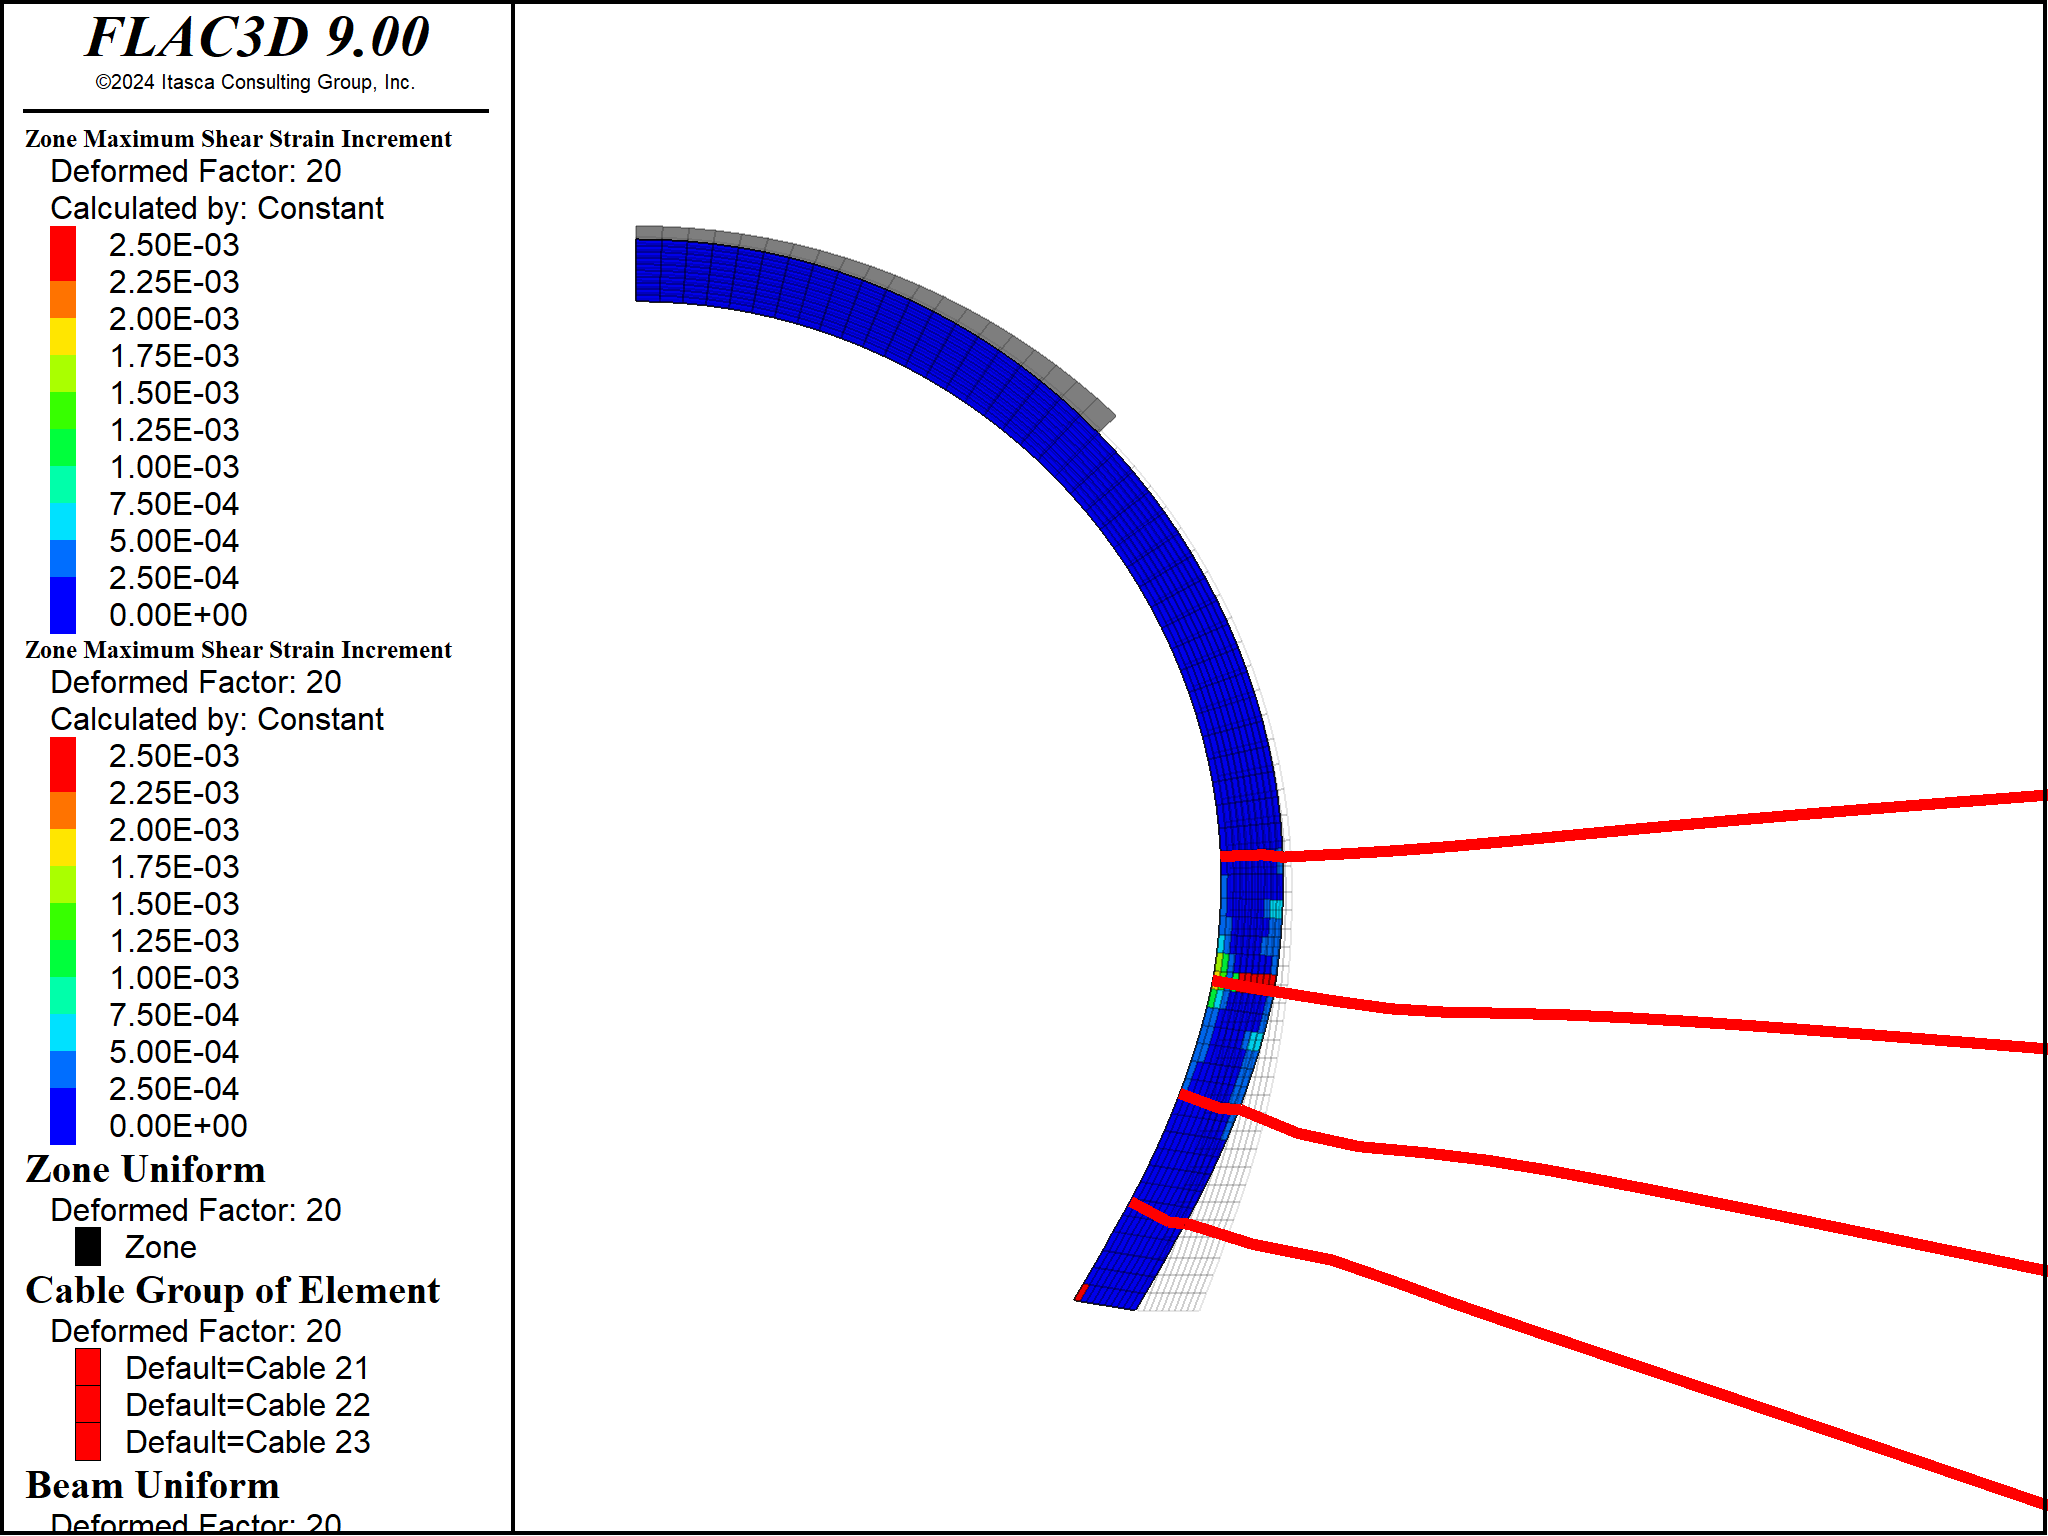 FLAC3D 9.00
©2024 Itasca Consulting Group, Inc.
Zone Maximum Shear Strain Increment
Deformed Factor: 20
Calculated by: Constant
2.50E-03
2.25E-03
2.00E-03
1.75E-03
1.50E-03
1.25E-03
1.00E-03
7.50E-04
5.00E-04
2.50E-04
0.00E+00
Zone Maximum Shear Strain Increment
Deformed Factor: 20
Calculated by: Constant
2.50E-03
2.25E-03
2.00E-03
1.75E-03
1.50E-03
1.25E-03
1.00E-03
7.50E-04
5.00E-04
2.50E-04
0.00E+00
Zone Uniform
Deformed Factor: 20
Zone
Cable Group of Element
Deformed Factor: 20
Default=Cable 21
Default=Cable 22
Default=Cable 23
Beam Uniform
Deformed Factor: 20